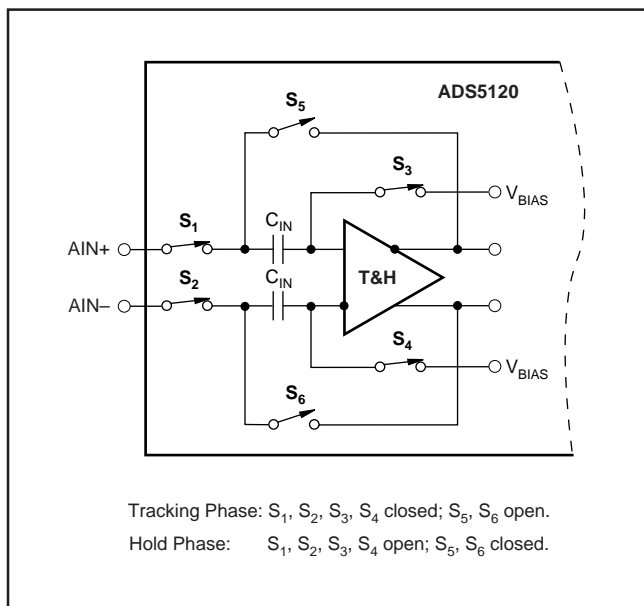 ADS5120
S5
S3
VBIAS
S1
CIN
AIN+
T&H
S2
CIN
AIN–
S4
VBIAS
S6
Tracking Phase: S1, S2, S3, S4 closed; S5, S6 open.
Hold Phase: S1, S2, S3, S4 open; S5, S6 closed.